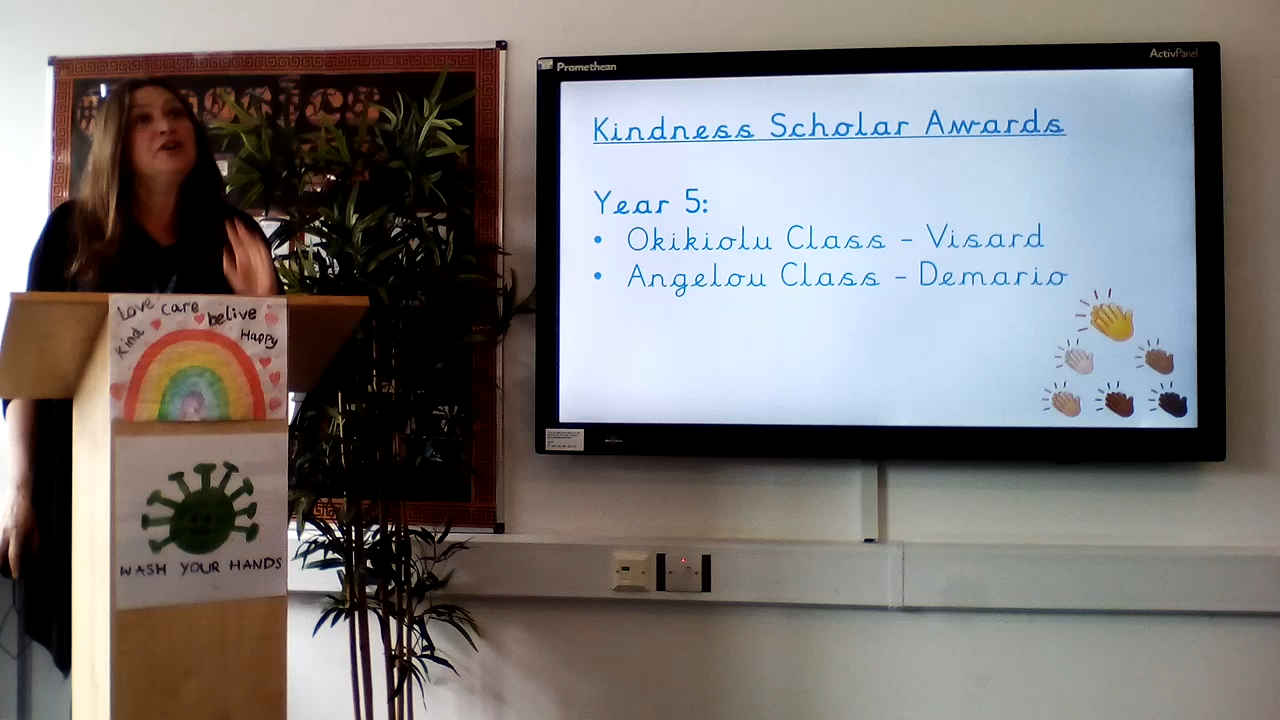 Promethean
ActivPanel
Kindness Scholar Awards
Year 5:
• Okikiolu Class - Visard
• Angelou Class - Demario
Love
care
belive
kind
Happy
WASH YOUR HANDS